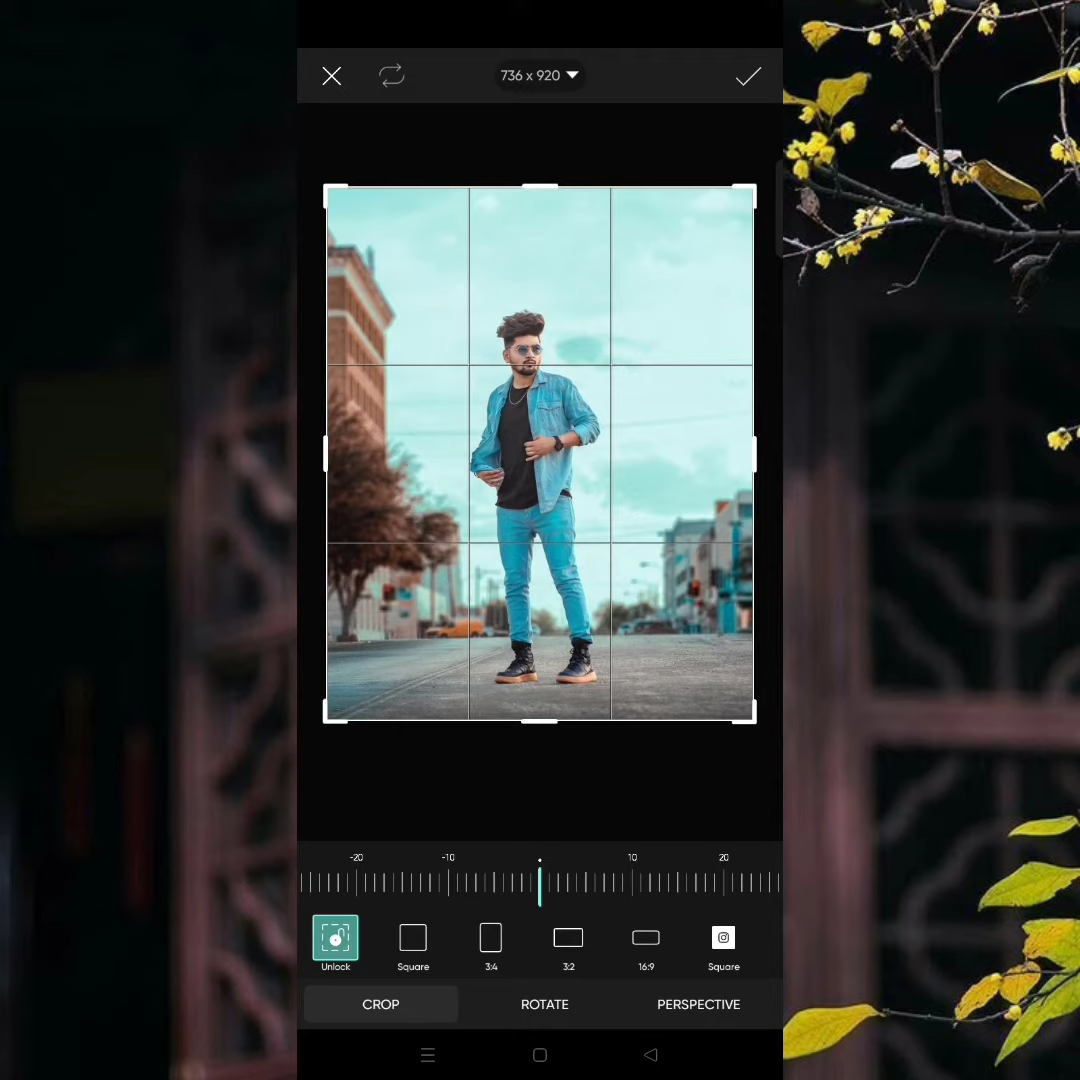 736 x 920
-20 -10 10 20
Unlock Square 3:4 3:2 16:9 Square
CROP ROTATE PERSPECTIVE